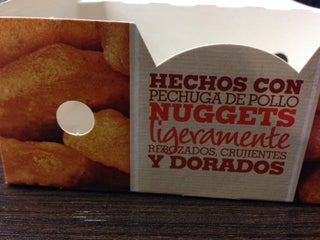 HECHOS CON
PECHUGA DE POLLO
NUGGETS
ligeramente
REBOZADOS, CRUJIENTES
Y DORADOS